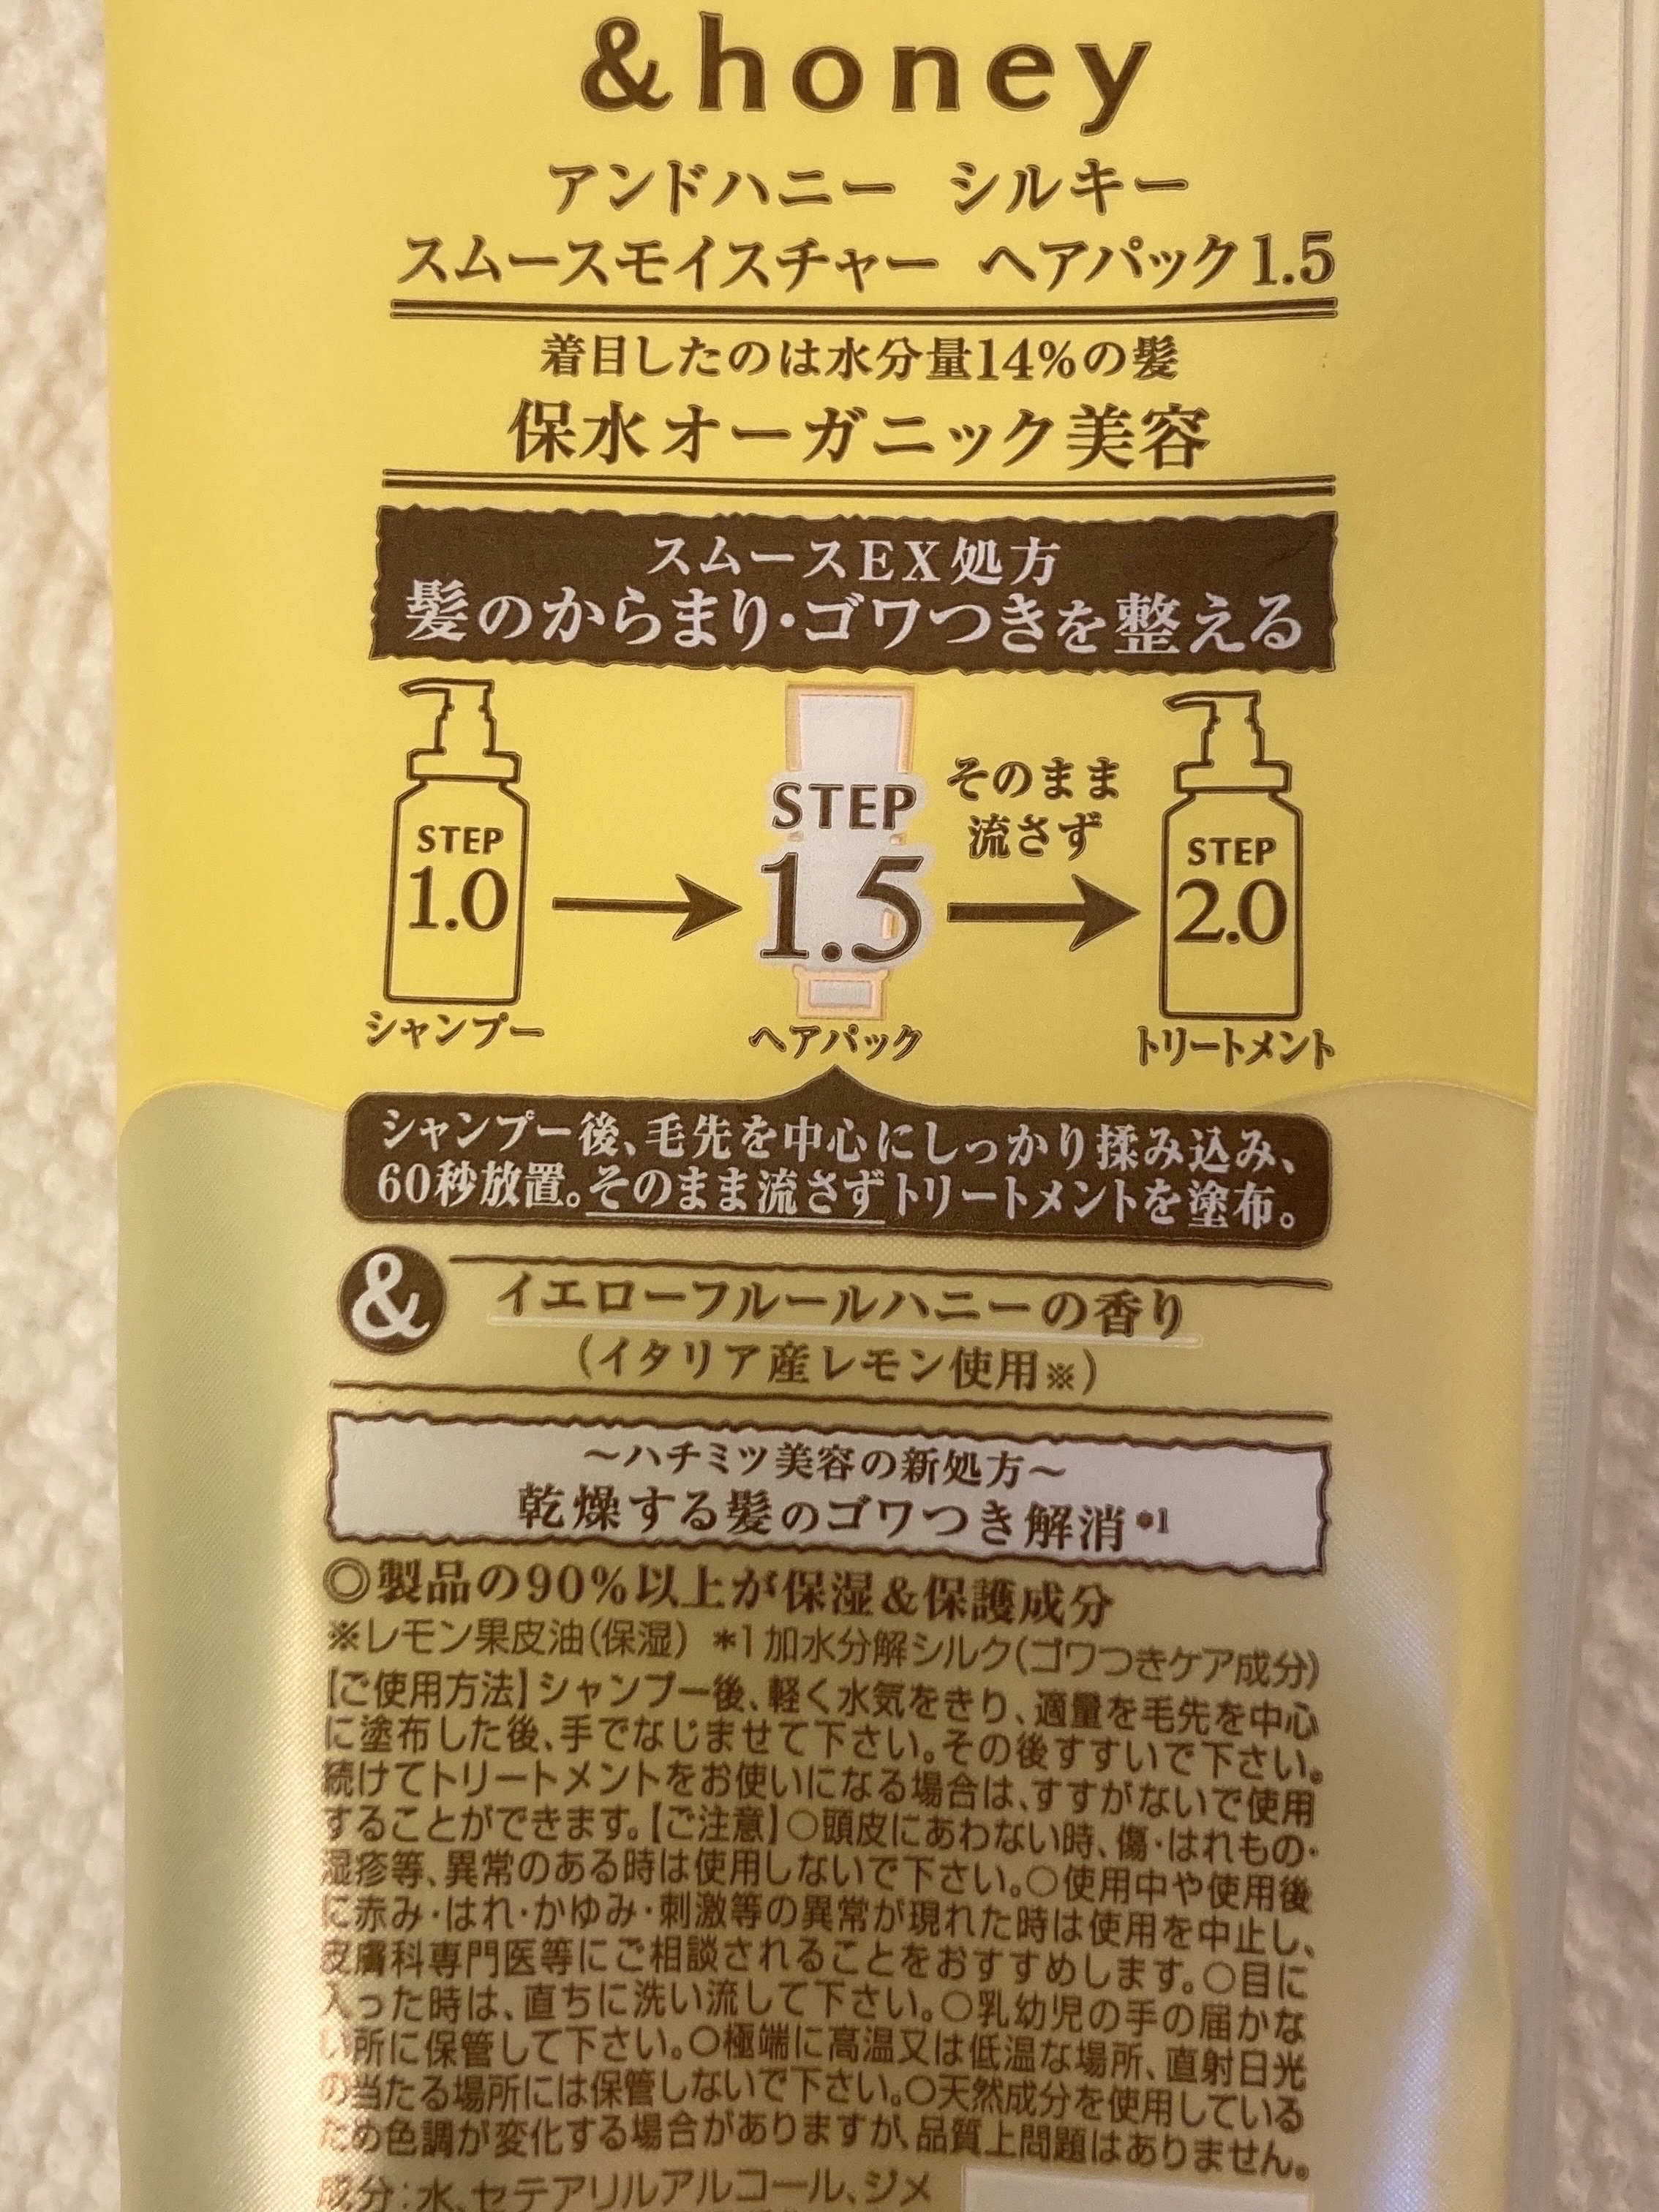 &honey
アンドハニー シルキー
スムースモイスチャー ヘアパック1.5
着目したのは水分量14%の髪
保水オーガニック美容
スムースEX処方
髪のからまり・ゴワつきを整える
STEP
1.0
シャンプー
STEP
1.5
ヘアパック
そのまま
流さず
STEP
2.0
トリートメント
シャンプー後、毛先を中心にしっかり揉み込み、
60秒放置。そのまま流さずトリートメントを塗布。
&
イエローフルールハニーの香り
(イタリア産レモン使用※)
〜ハチミツ美容の新処方〜
乾燥する髪のゴワつき解消*1
◎製品の90%以上が保湿&保護成分
※レモン果皮油(保湿) *1加水分解シルク(ゴワつきケア成分)
【ご使用方法】シャンプー後、軽く水気をきり、適量を毛先を中心
に塗布した後、手でなじませて下さい。その後すすいで下さい。
続けてトリートメントをお使いになる場合は、すすがないで使用
することができます。【ご注意】○頭皮にあわない時、傷・はれもの・
湿疹等、異常のある時は使用しないで下さい。○使用中や使用後
に赤み・はれ・かゆみ・刺激等の異常が現れた時は使用を中止し、
皮膚科専門医等にご相談されることをおすすめします。○目に
入った時は、直ちに洗い流して下さい。○乳幼児の手の届かな
い所に保管して下さい。○極端に高温又は低温な場所、直射日光
の当たる場所には保管しないで下さい。○天然成分を使用している
ため色調が変化する場合がありますが、品質上問題はありません。
成分:水、セテアリルアルコール、ジメ